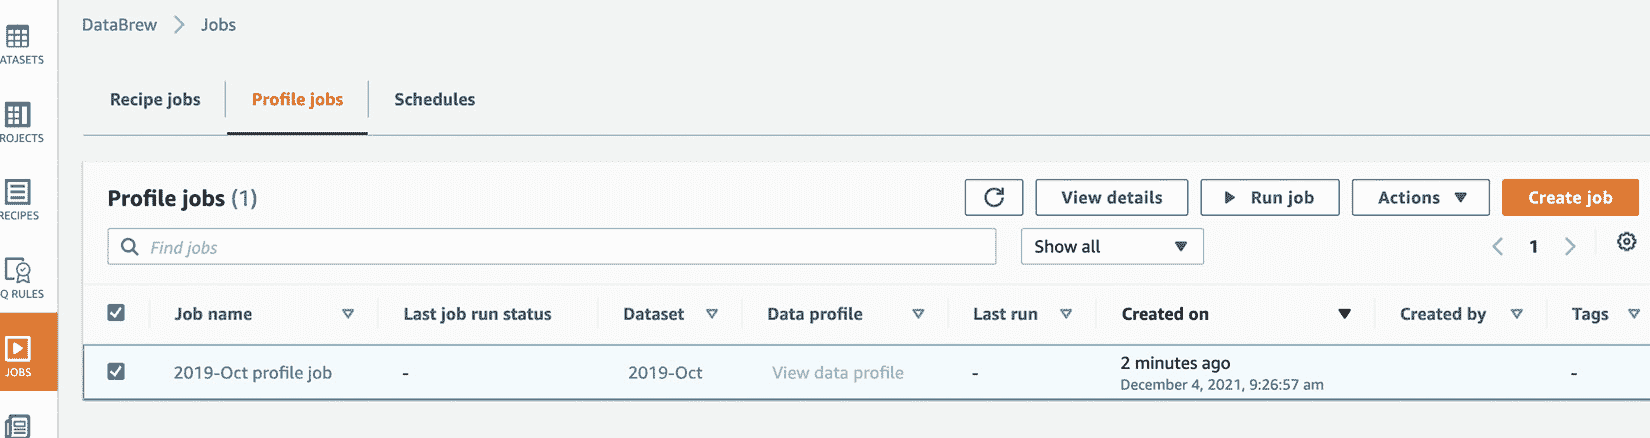 DataBrew Jobs
ATASETS
ROJECTS
RECIPES
Q RULES
JOBS
Recipe jobs Profile jobs Schedules
Profile jobs (1) View details Run job Actions Create job
Find jobs Show all 1
Job name Last job run status Dataset Data profile Last run Created on Created by Tags
2019-Oct profile job - 2019-Oct View data profile - 2 minutes ago -
December 4, 2021, 9:26:57 am